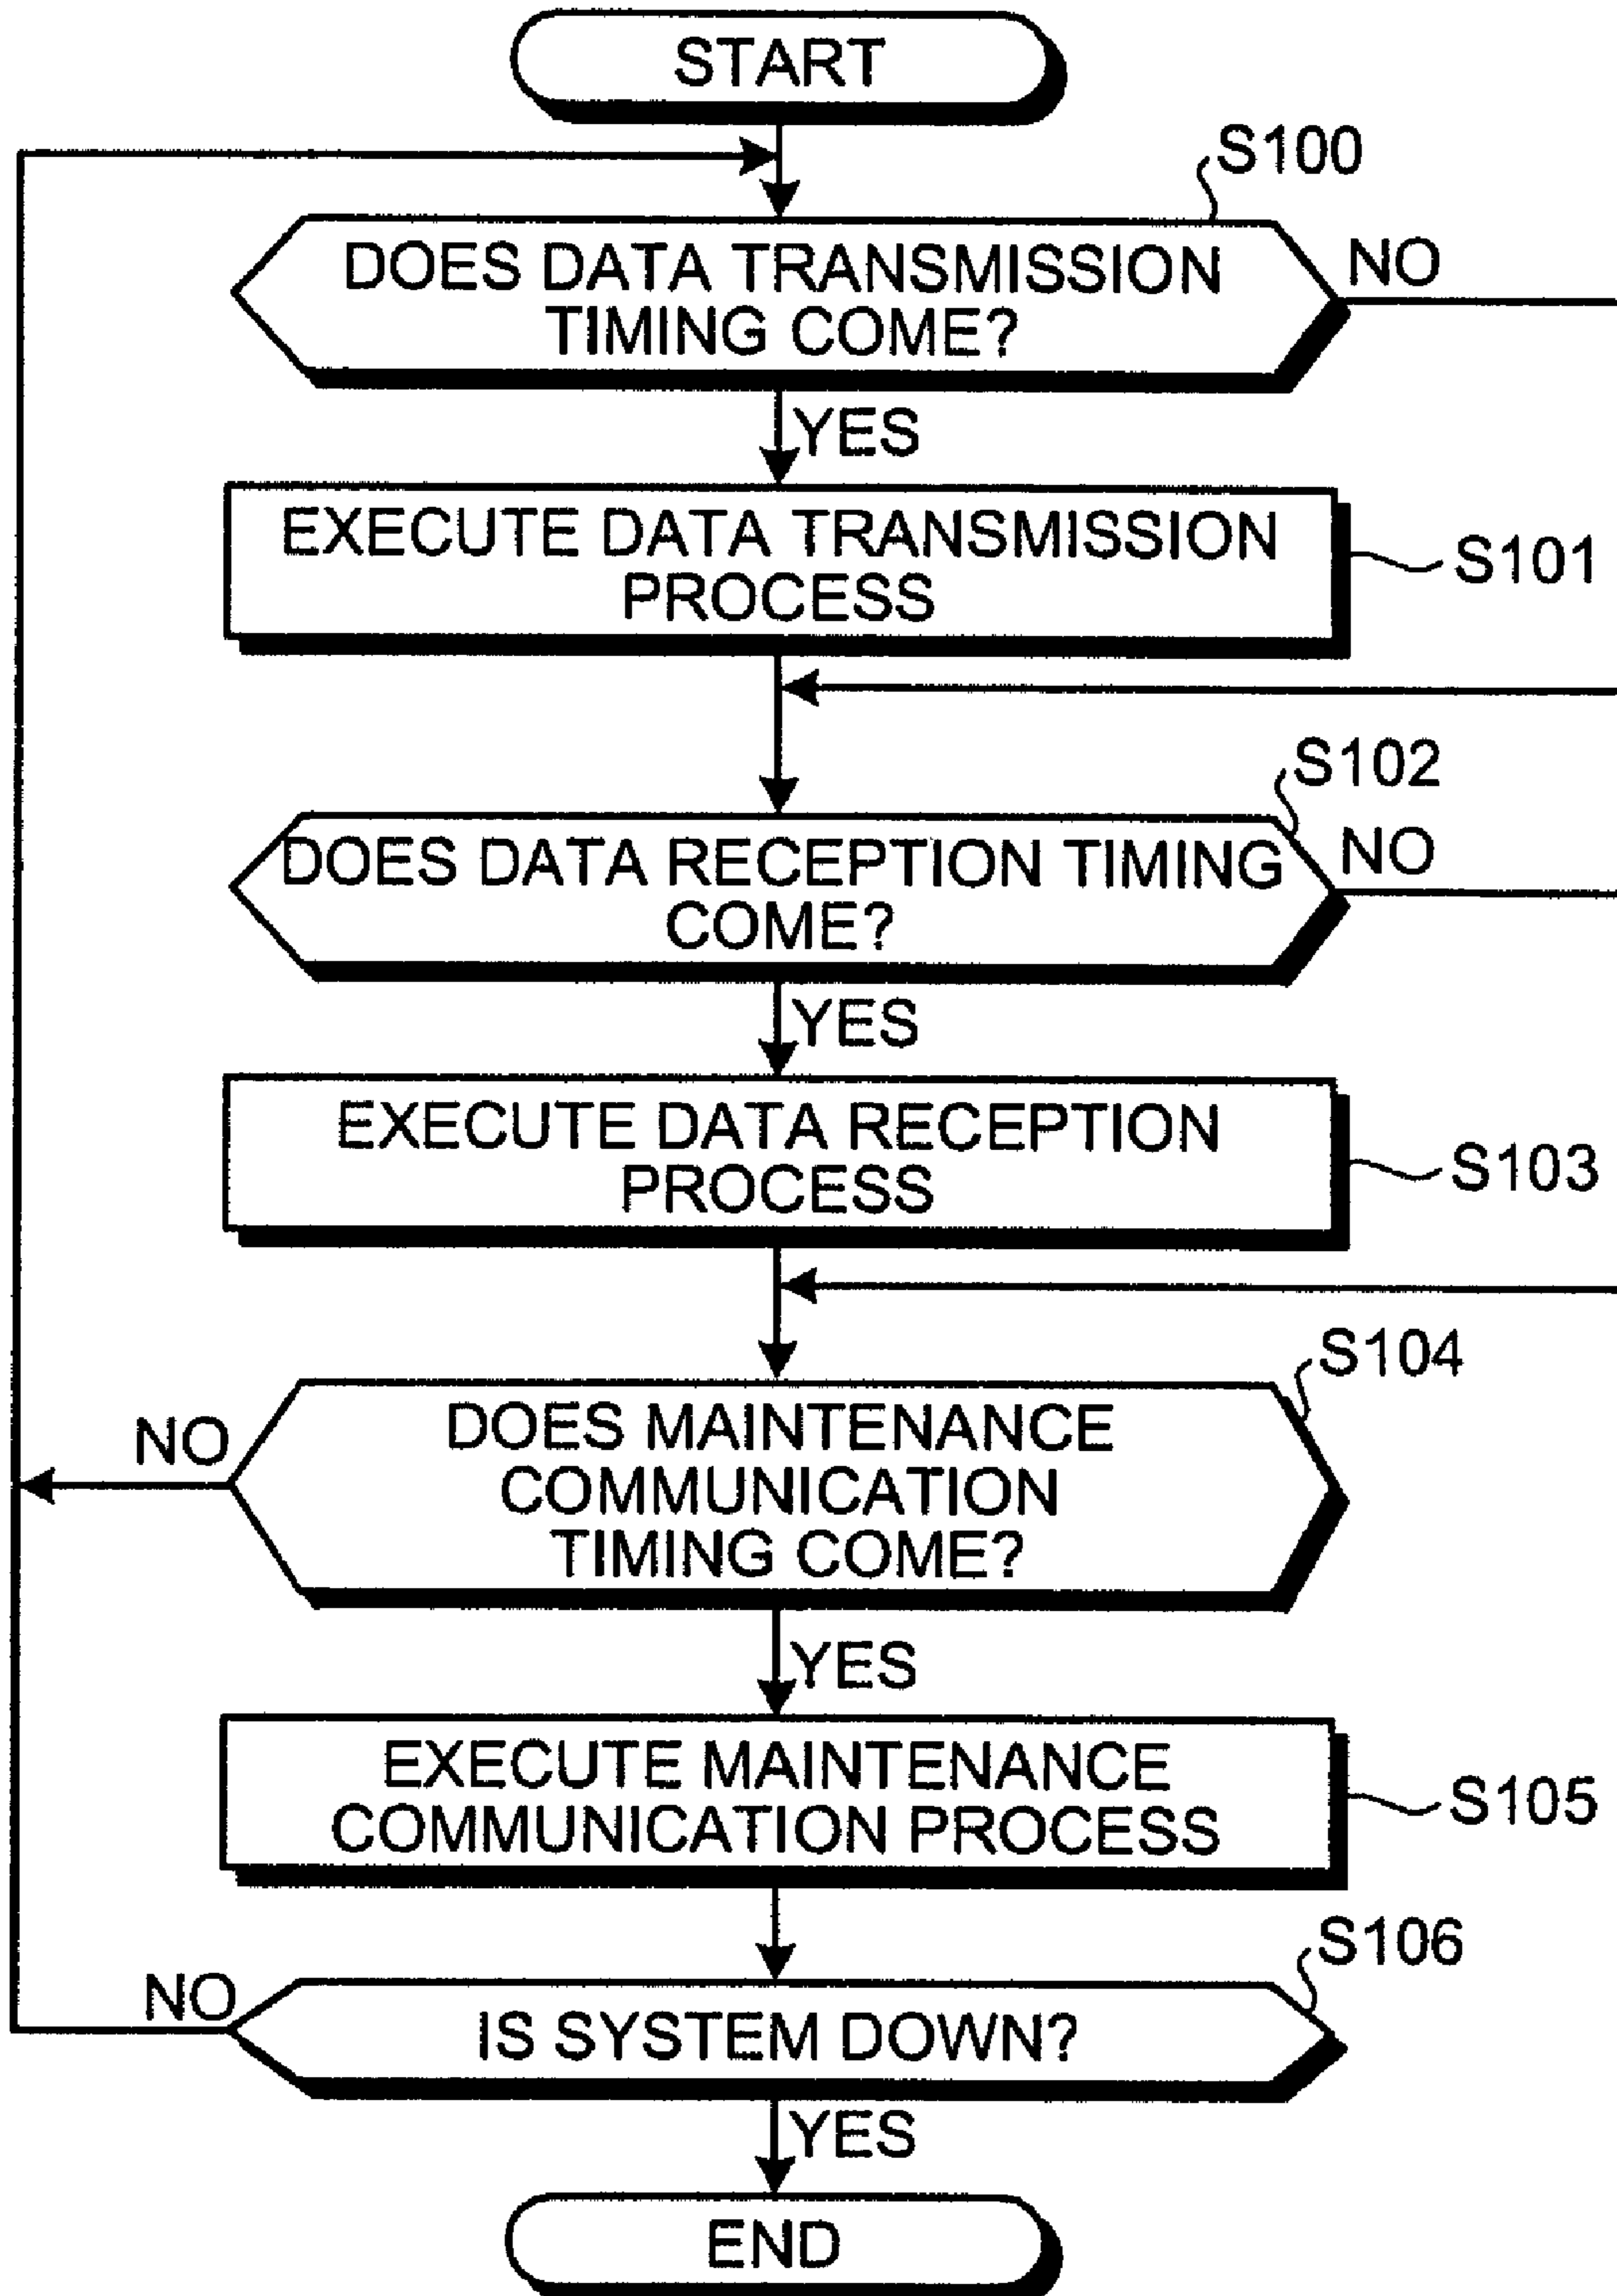 START
S100
DOES DATA TRANSMISSION
TIMING COME?
NO
YES
EXECUTE DATA TRANSMISSION
PROCESS
S101
S102
DOES DATA RECEPTION TIMING
COME?
NO
YES
EXECUTE DATA RECEPTION
PROCESS
S103
S104
DOES MAINTENANCE
COMMUNICATION
TIMING COME?
NO
YES
EXECUTE MAINTENANCE
COMMUNICATION PROCESS
S105
S106
NO
IS SYSTEM DOWN?
YES
END